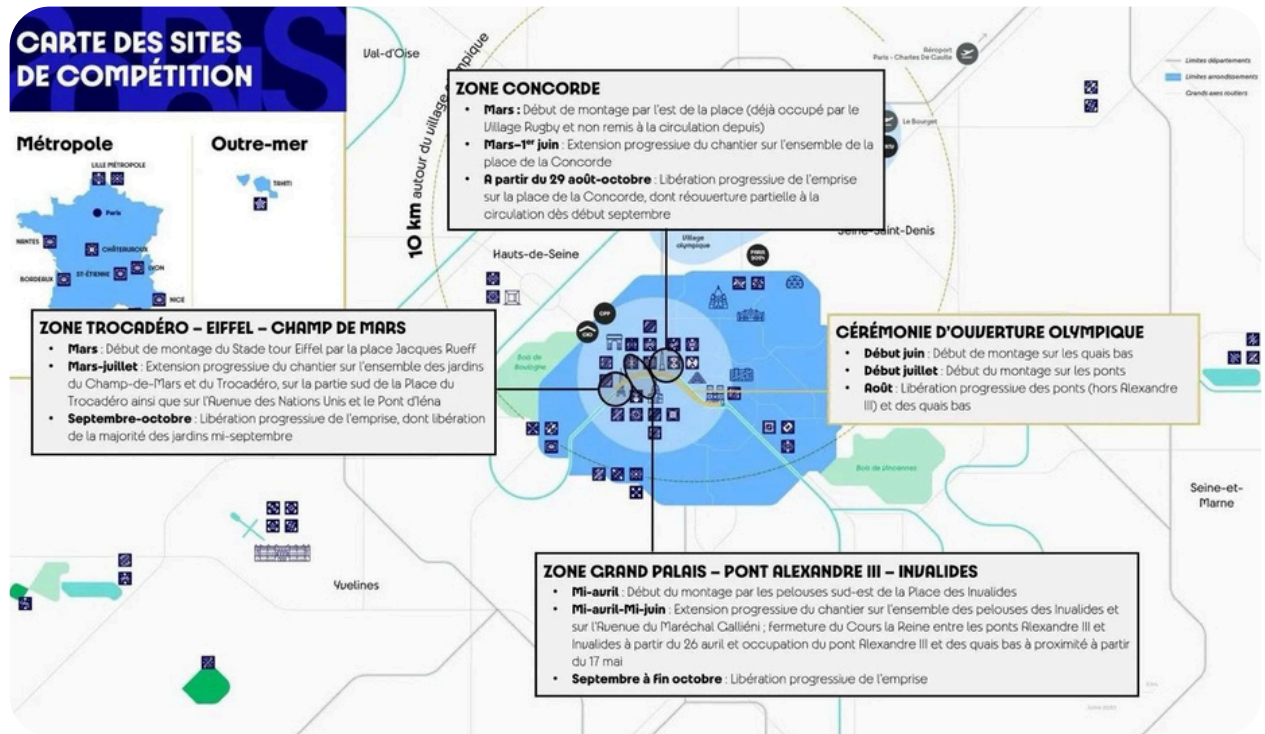 CARTE DES SITES
DE COMPÉTITION
Métropole
Outre-mer
LILLE MÉTROPOLE
TAHITI
Paris
NANTES
CHÂTEAUROUX
ST-ÉTIENNE
LYON
BORDEAUX
NICE
Val-d'Oise
10 km autour du village olympique
Aéroport
Paris - Charles De Gaulle
Limites départements
Limites arrondissements
Grands axes routiers
Le Bourget
ZONE CONCORDE
• Mars : Début de montage par l'est de la place (déjà occupé par le
Village Rugby et non remis à la circulation depuis)
• Mars–1er juin : Extension progressive du chantier sur l'ensemble de la
place de la Concorde
• A partir du 29 août-octobre : Libération progressive de l'emprise
sur la place de la Concorde, dont réouverture partielle à la
circulation dès début septembre
Seine-Saint-Denis
Village
olympique
PARIS
2024
Hauts-de-Seine
Bois de
Boulogne
ZONE TROCADÉRO – EIFFEL – CHAMP DE MARS
• Mars : Début de montage du Stade tour Eiffel par la place Jacques Rueff
• Mars-juillet : Extension progressive du chantier sur l'ensemble des jardins
du Champ-de-Mars et du Trocadéro, sur la partie sud de la Place du
Trocadéro ainsi que sur l'Avenue des Nations Unis et le Pont d'Iéna
• Septembre-octobre : Libération progressive de l'emprise, dont libération
de la majorité des jardins mi-septembre
CÉRÉMONIE D'OUVERTURE OLYMPIQUE
• Début juin : Début de montage sur les quais bas
• Début juillet : Début du montage sur les ponts
• Août : Libération progressive des ponts (hors Alexandre
III) et des quais bas
Bois de Vincennes
Seine-et-
Marne
Yvelines
ZONE GRAND PALAIS – PONT ALEXANDRE III – INVALIDES
• Mi-avril : Début du montage par les pelouses sud-est de la Place des Invalides
• Mi-avril-Mi-juin : Extension progressive du chantier sur l'ensemble des pelouses des Invalides et
sur l'Avenue du Maréchal Galliéni ; fermeture du Cours la Reine entre les ponts Alexandre III et
Invalides à partir du 26 avril et occupation du pont Alexandre III et des quais bas à proximité à partir
du 17 mai
• Septembre à fin octobre : Libération progressive de l'emprise